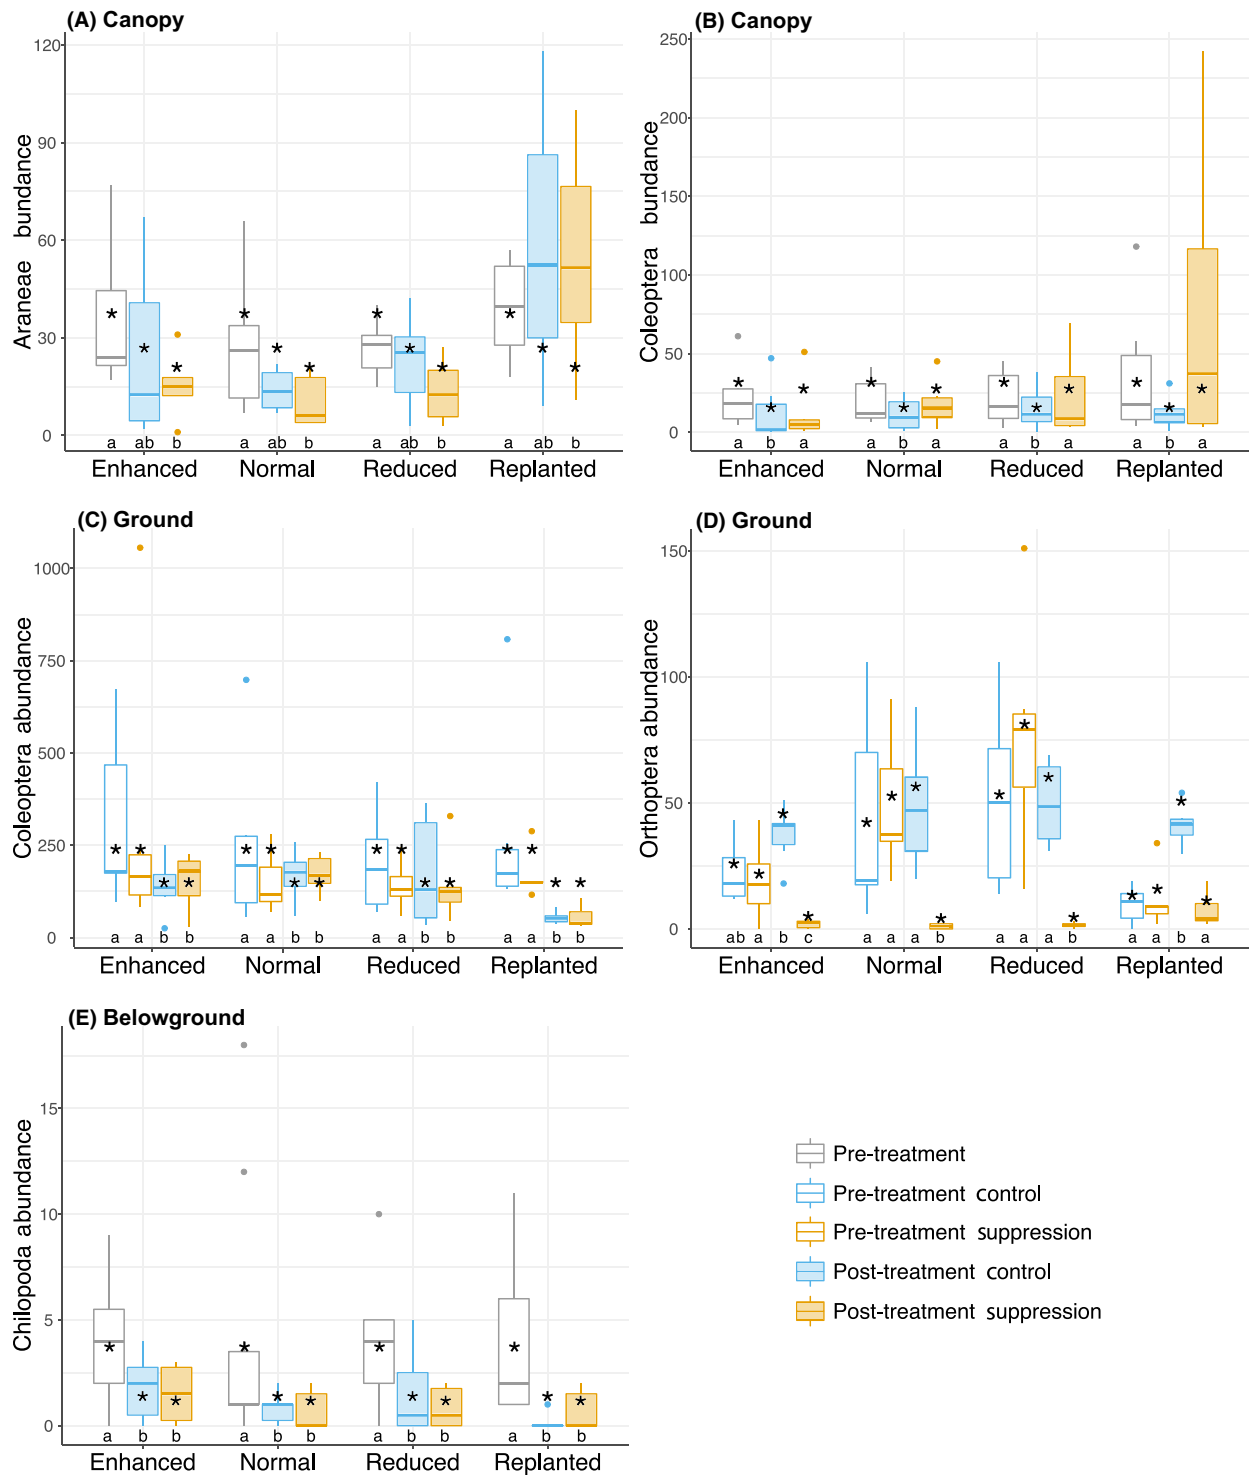 (A) Canopy
120
90
60
30
0
Araneae bundance
a ab b a ab b a ab b a ab b
Enhanced Normal Reduced Replanted
(B) Canopy
250
200
150
100
50
0
Coleoptera bundance
a b a a b a a b a a b a
Enhanced Normal Reduced Replanted
(C) Ground
1000
750
500
250
0
Coleoptera abundance
a a b b a a b b a a b b a a b b
Enhanced Normal Reduced Replanted
(D) Ground
150
100
50
0
Orthoptera abundance
ab a b c a a a b a a a b a a b a
Enhanced Normal Reduced Replanted
(E) Belowground
15
10
5
0
Chilopoda abundance
a b b a b b a b b a b b
Enhanced Normal Reduced Replanted
Pre-treatment
Pre-treatment control
Pre-treatment suppression
Post-treatment control
Post-treatment suppression